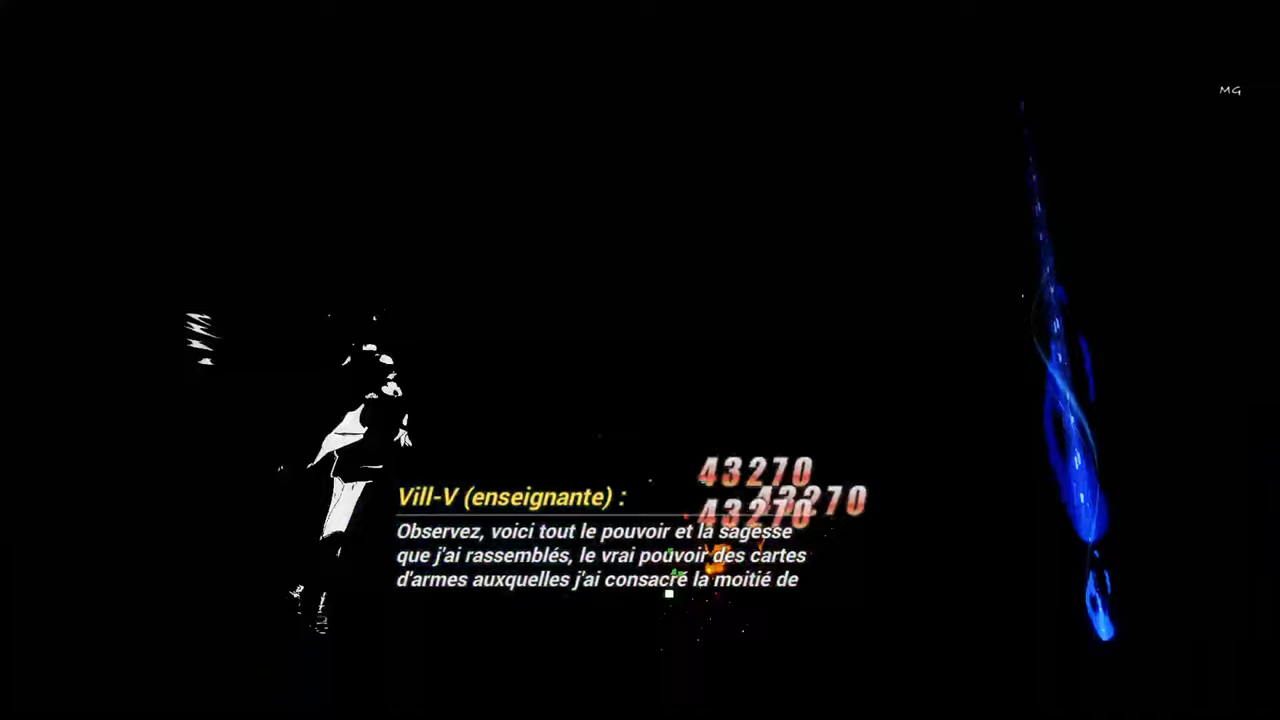 MG
43270
43270
43270
Vill-V (enseignante) :
Observez, voici tout le pouvoir et la sagesse
que j'ai rassemblés, le vrai pouvoir des cartes
d'armes auxquelles j'ai consacré la moitié de